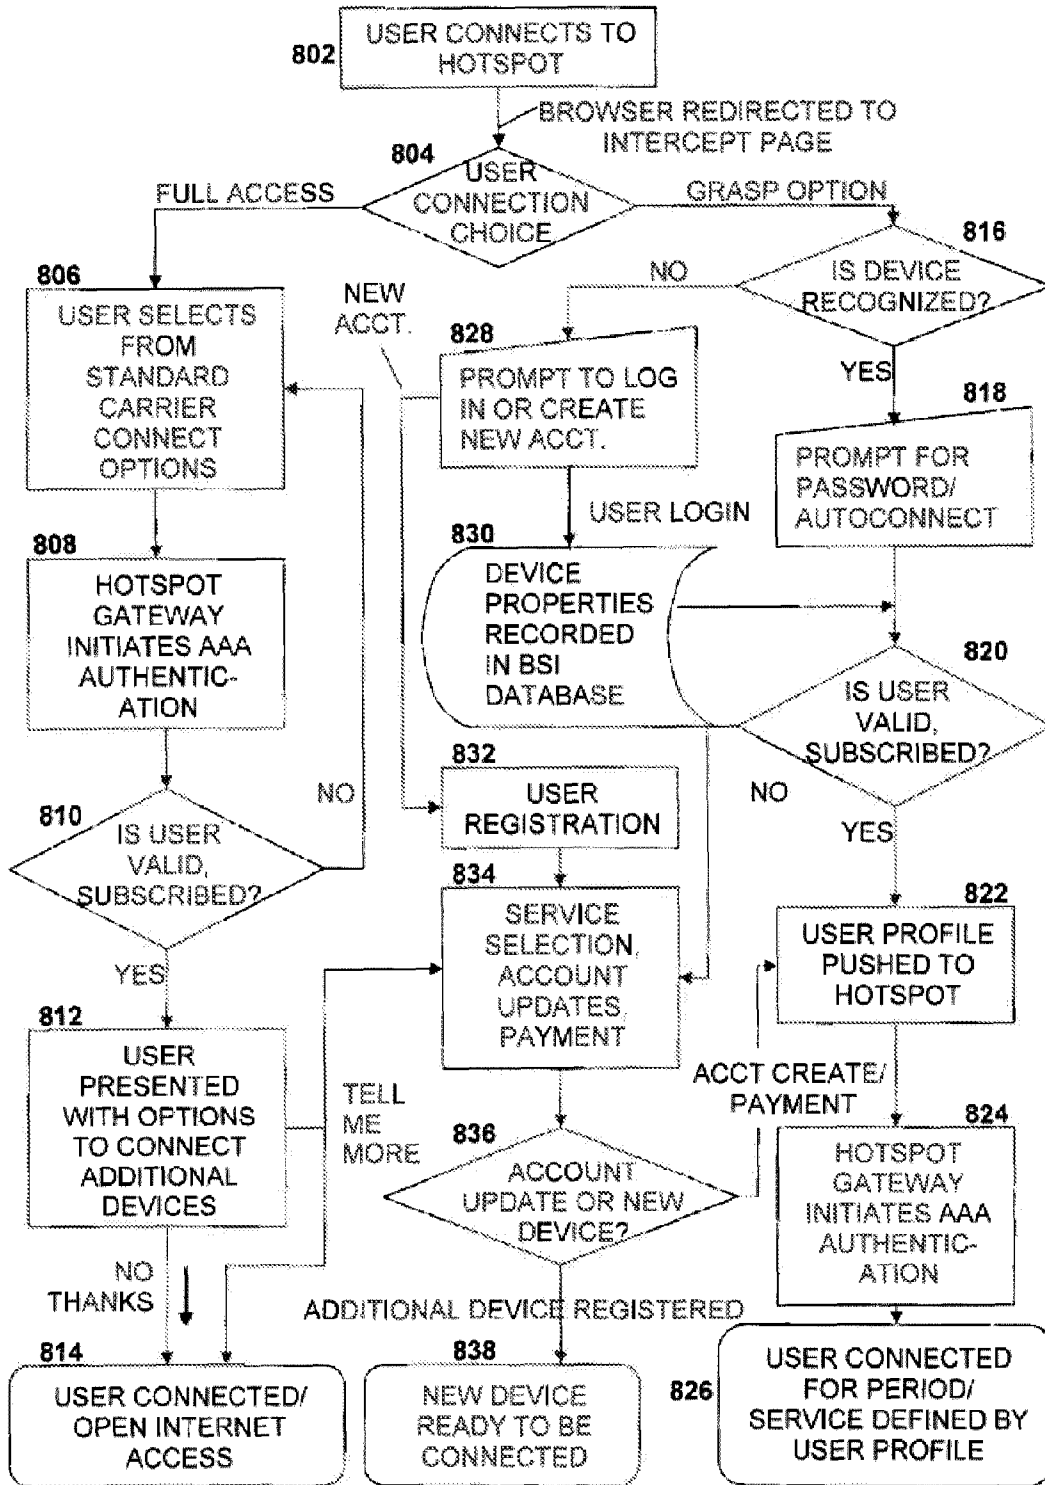 802
USER CONNECTS TO
HOTSPOT
BROWSER REDIRECTED TO
INTERCEPT PAGE
804
USER
CONNECTION
CHOICE
FULL ACCESS
GRASP OPTION
816
IS DEVICE
RECOGNIZED?
NO
YES
806
USER SELECTS
FROM
STANDARD
CARRIER
CONNECT
OPTIONS
NEW
ACCT.
828
PROMPT TO LOG
IN OR CREATE
NEW ACCT.
818
PROMPT FOR
PASSWORD/
AUTOCONNECT
USER LOGIN
808
HOTSPOT
GATEWAY
INITIATES AAA
AUTHENTIC-
ATION
830
DEVICE
PROPERTIES
RECORDED
IN BSI
DATABASE
820
IS USER
VALID,
SUBSCRIBED?
NO
YES
810
IS USER
VALID,
SUBSCRIBED?
NO
YES
832
USER
REGISTRATION
834
SERVICE
SELECTION,
ACCOUNT
UPDATES,
PAYMENT
822
USER PROFILE
PUSHED TO
HOTSPOT
812
USER
PRESENTED
WITH OPTIONS
TO CONNECT
ADDITIONAL
DEVICES
TELL
ME
MORE
ACCT CREATE/
PAYMENT
836
ACCOUNT
UPDATE OR NEW
DEVICE?
824
HOTSPOT
GATEWAY
INITIATES AAA
AUTHENTIC-
ATION
NO
THANKS
ADDITIONAL DEVICE REGISTERED
814
USER CONNECTED/
OPEN INTERNET
ACCESS
838
NEW DEVICE
READY TO BE
CONNECTED
826
USER CONNECTED
FOR PERIOD/
SERVICE DEFINED BY
USER PROFILE